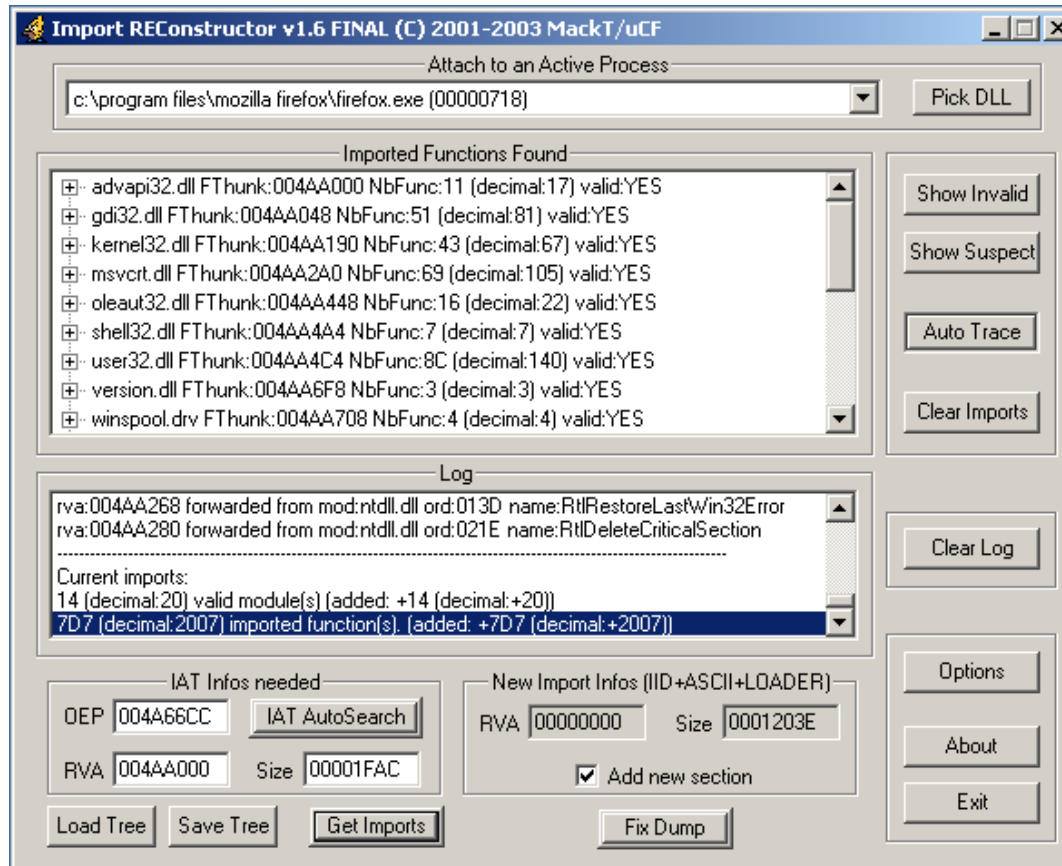 Import REConstructor v1.6 FINAL (C) 2001-2003 MackT/uCF
Attach to an Active Process
c:\program files\mozilla firefox\firefox.exe (00000718)
Pick DLL
Imported Functions Found
advapi32.dll FThunk:004AA000 NbFunc:11 (decimal:17) valid:YES
gdi32.dll FThunk:004AA048 NbFunc:51 (decimal:81) valid:YES
kernel32.dll FThunk:004AA190 NbFunc:43 (decimal:67) valid:YES
msvcrt.dll FThunk:004AA2A0 NbFunc:69 (decimal:105) valid:YES
oleaut32.dll FThunk:004AA448 NbFunc:16 (decimal:22) valid:YES
shell32.dll FThunk:004AA4A4 NbFunc:7 (decimal:7) valid:YES
user32.dll FThunk:004AA4C4 NbFunc:8C (decimal:140) valid:YES
version.dll FThunk:004AA6F8 NbFunc:3 (decimal:3) valid:YES
winspool.drv FThunk:004AA708 NbFunc:4 (decimal:4) valid:YES
Show Invalid
Show Suspect
Auto Trace
Clear Imports
Log
rva:004AA268 forwarded from mod:ntdll.dll ord:013D name:RtlRestoreLastWin32Error
rva:004AA280 forwarded from mod:ntdll.dll ord:021E name:RtlDeleteCriticalSection
---------------------------------------------------------------------------------------------------------------------------
Current imports:
14 (decimal:20) valid module(s) (added: +14 (decimal:+20))
7D7 (decimal:2007) imported function(s). (added: +7D7 (decimal:+2007))
Clear Log
IAT Infos needed
OEP 004A66CC IAT AutoSearch
RVA 004AA000 Size 00001FAC
New Import Infos (IID+ASCII+LOADER)
RVA 00000000 Size 0001203E
Add new section
Load Tree Save Tree Get Imports Fix Dump
Options
About
Exit